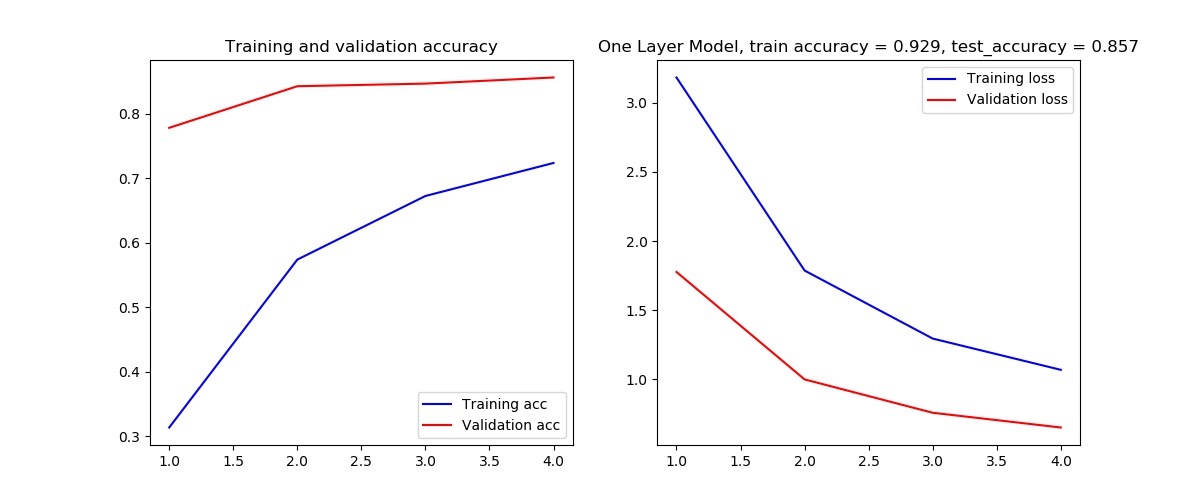 Training and validation accuracy
0.8
0.7
0.6
0.5
0.4
0.3
1.0 1.5 2.0 2.5 3.0 3.5 4.0
Training acc
Validation acc
One Layer Model, train accuracy = 0.929, test_accuracy = 0.857
3.0
2.5
2.0
1.5
1.0
1.0 1.5 2.0 2.5 3.0 3.5 4.0
Training loss
Validation loss